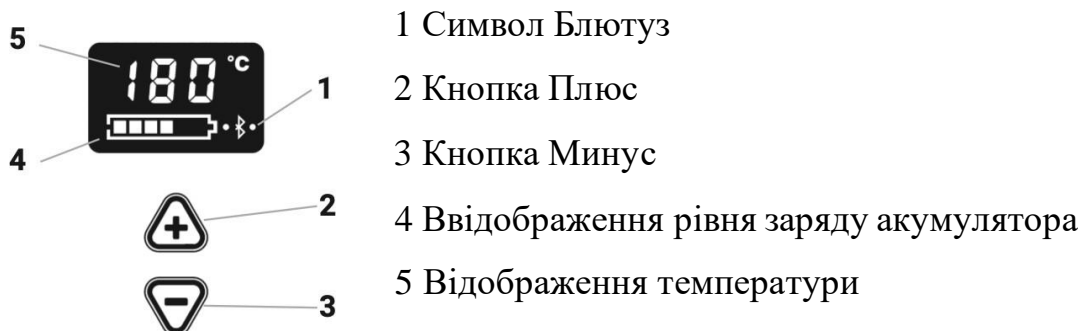 5
180 °C
1
4
2
3
1 Символ Блютуз
2 Кнопка Плюс
3 Кнопка Минус
4 Ввідображення рівня заряду акумулятора
5 Відображення температури